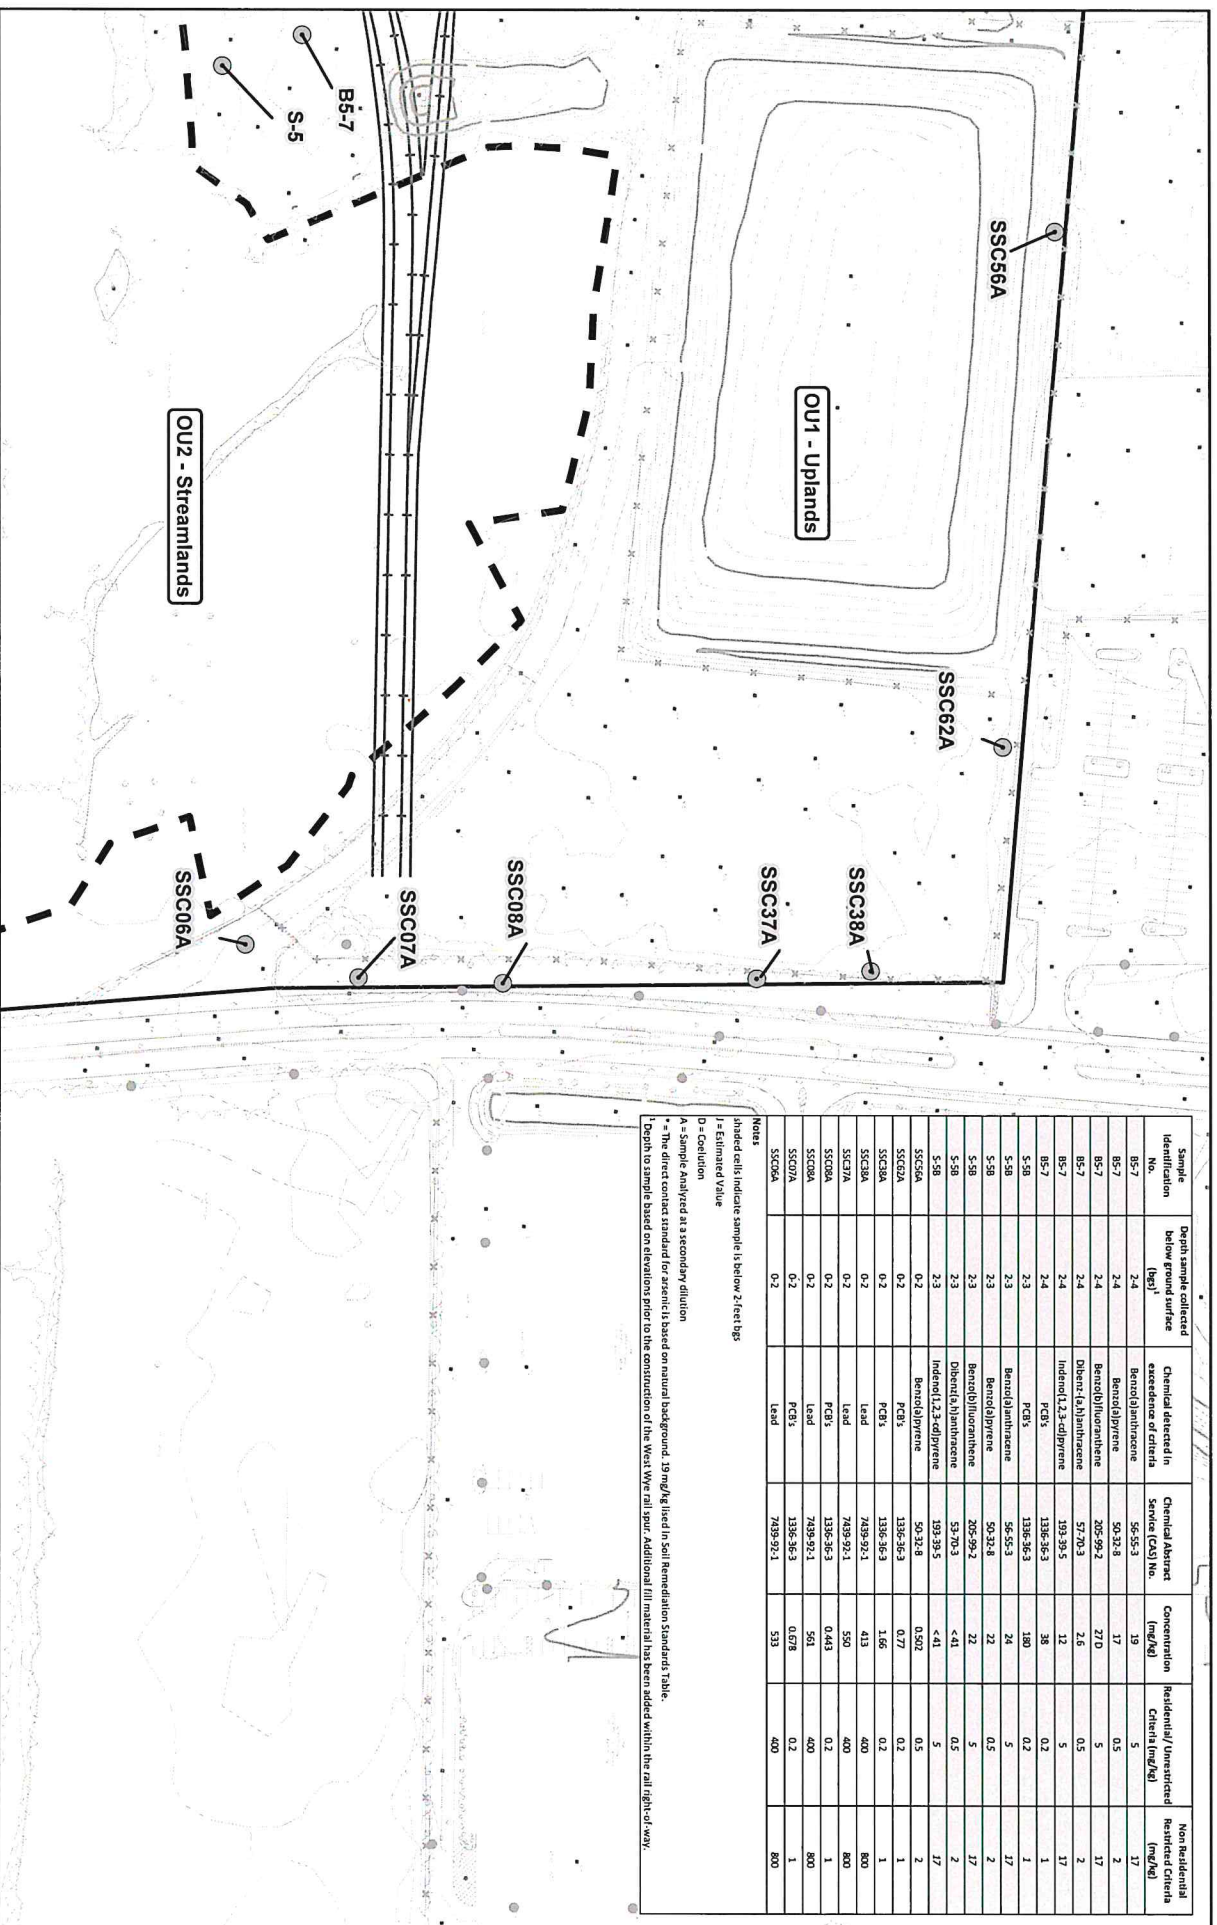 B5-7
S-5
SSC56A
OU1 - Uplands
OU2 - Streamlands
SSC62A
SSC38A
SSC37A
SSC08A
SSC07A
SSC06A
Sample Identification No. Depth sample collected below ground surface (bgs)¹ Chemical detected in exceedence of criteria Chemical Abstract Service (CAS) No. Concentration (mg/kg) Residential/ Unrestricted Criteria (mg/kg) Non Residential Restricted Criteria (mg/kg)
B5-7 2-4 Benzo(a)anthracene 56-55-3 19 5 17
B5-7 2-4 Benzo(a)pyrene 50-32-8 17 0.5 2
B5-7 2-4 Benzo(b)fluoranthene 205-99-2 27 D 5 17
B5-7 2-4 Dibenz-(a,h)anthracene 57-70-3 2.6 0.5 2
B5-7 2-4 Indeno(1,2,3-cd)pyrene 193-39-5 12 5 17
B5-7 2-4 PCB's 1336-36-3 38 0.2 1
S-5B 2-3 PCB's 1336-36-3 180 0.2 1
S-5B 2-3 Benzo(a)anthracene 56-55-3 24 5 17
S-5B 2-3 Benzo(a)pyrene 50-32-8 22 0.5 2
S-5B 2-3 Benzo(b)fluoranthene 205-99-2 22 5 17
S-5B 2-3 Dibenz(a,h)anthracene 53-70-3 <41 0.5 2
S-5B 2-3 Indeno(1,2,3-cd)pyrene 193-39-5 <41 5 17
SSC56A 0-2 Benzo(a)pyrene 50-32-8 0.502 0.5 2
SSC62A 0-2 PCB's 1336-36-3 0.77 0.2 1
SSC38A 0-2 PCB's 1336-36-3 1.66 0.2 1
SSC38A 0-2 Lead 7439-92-1 413 400 800
SSC37A 0-2 Lead 7439-92-1 550 400 800
SSC08A 0-2 PCB's 1336-36-3 0.443 0.2 1
SSC08A 0-2 Lead 7439-92-1 561 400 800
SSC07A 0-2 PCB's 1336-36-3 0.678 0.2 1
SSC06A 0-2 Lead 7439-92-1 533 400 800
Notes
shaded cells indicate sample is below 2-feet bgs
J = Estimated Value
D = Coelution
A = Sample Analyzed at a secondary dilution
* = The direct contact standard for arsenic is based on natural background. 19 mg/kg lised in Soil Remediation Standards Table.
¹ Depth to sample based on elevations prior to the construction of the West Wye rail spur. Additional fill material has been added within the rail right-of-way.